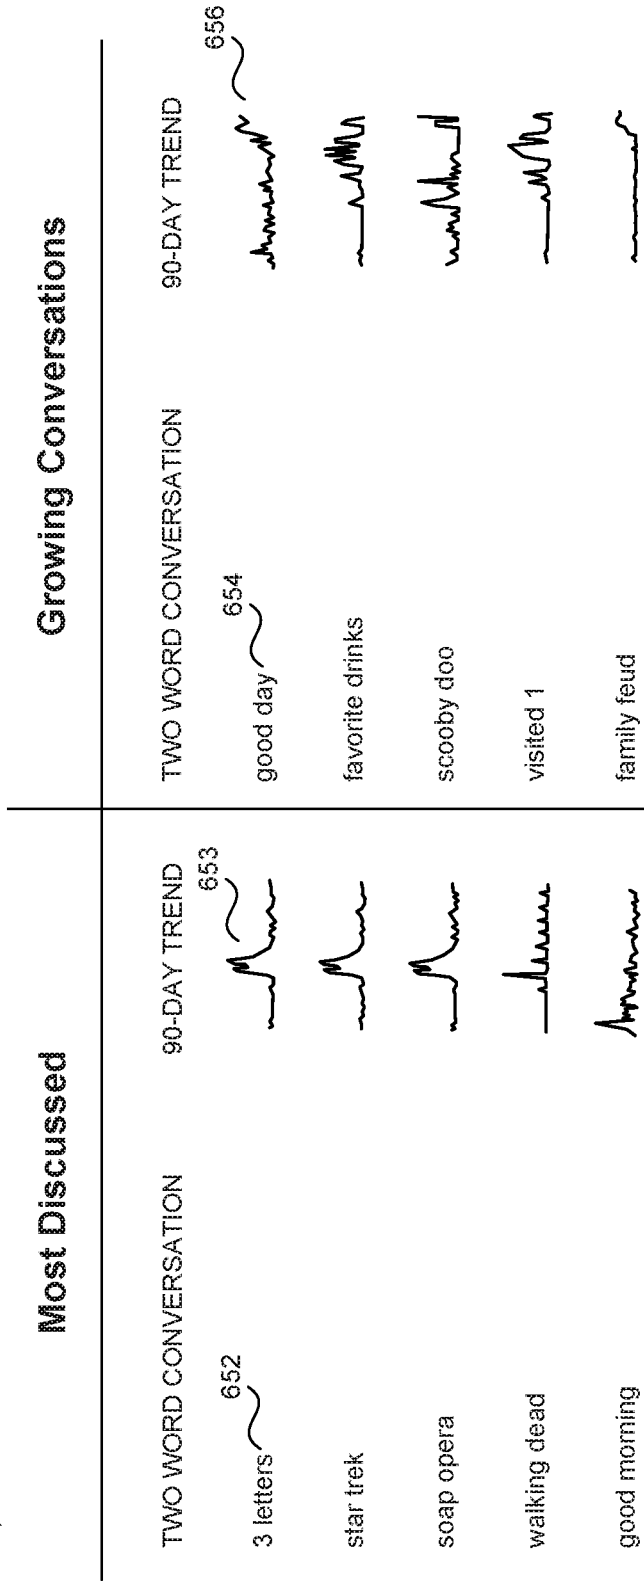 Most Discussed Growing Conversations
TWO WORD CONVERSATION 90-DAY TREND TWO WORD CONVERSATION 90-DAY TREND
652 653 654 656
3 letters good day
star trek favorite drinks
soap opera scooby doo
walking dead visited 1
good morning family feud